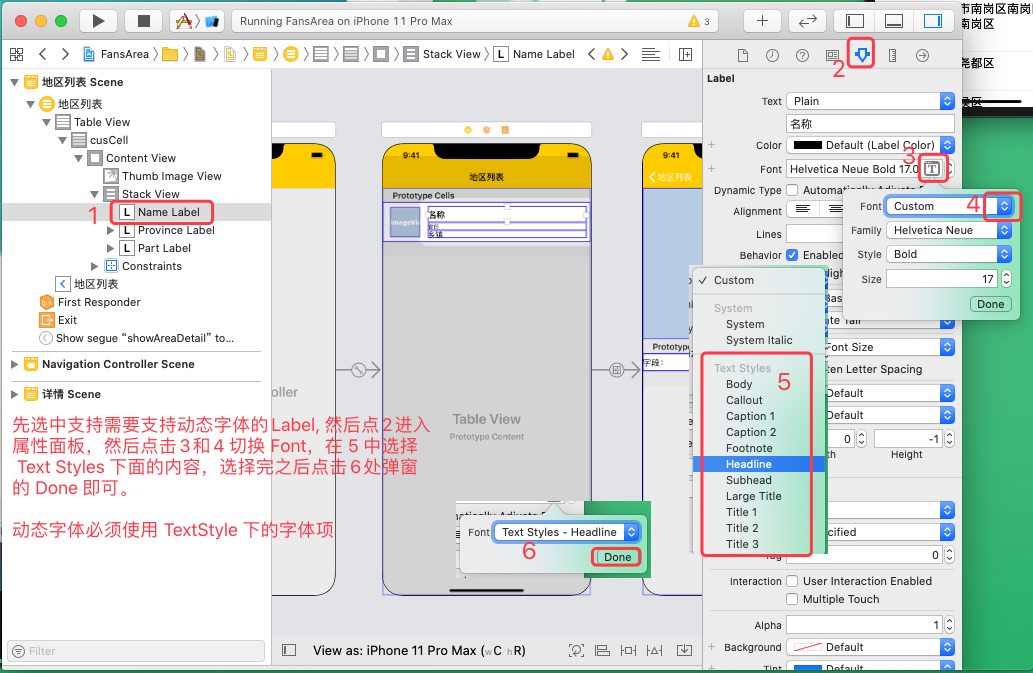 Running FansArea on iPhone 11 Pro Max
3
市南岗区南岗
南岗区
尧都区
FansArea
Stack View
L
Name Label
2
地区列表 Scene
地区列表
Table View
cusCell
Content View
Thumb Image View
Stack View
1
L Name Label
L Province Label
L Part Label
Constraints
地区列表
First Responder
Exit
Show segue “showAreaDetail” to...
Navigation Controller Scene
详情 Scene
先选中支持需要支持动态字体的Label, 然后点2进入
属性面板，然后点击３和４切换 Font，在 5 中选择
Text Styles 下面的内容，选择完之后点击6处弹窗
的 Done 即可。
动态字体必须使用 TextStyle 下的字体项
Filter
oller
9:41
地区列表
Prototype Cells
ImageView
名称
乡镇
Table View
Prototype Content
9:41
地区列表
Prototype
字段:
Font Text Styles - Headline
6
Done
View as: iPhone 11 Pro Max (wC hR)
Label
Text Plain
名称
Color Default (Label Color)
3
Font Helvetica Neue Bold 17.0
Dynamic Type Automatically Adjusts
Alignment
Lines
Behavior Enabled
Font Custom
4
Family Helvetica Neue
Style Bold
Size 17
Done
✓ Custom
System
System
System Italic
Text Styles
5
Body
Callout
Caption 1
Caption 2
Footnote
Headline
Subhead
Large Title
Title 1
Title 2
Title 3
ate Tail
Font Size
ten Letter Spacing
Default
Default
0
-1
Height
cified
Tag 0
Interaction User Interaction Enabled
Multiple Touch
Alpha 1
Background Default
Tint Default